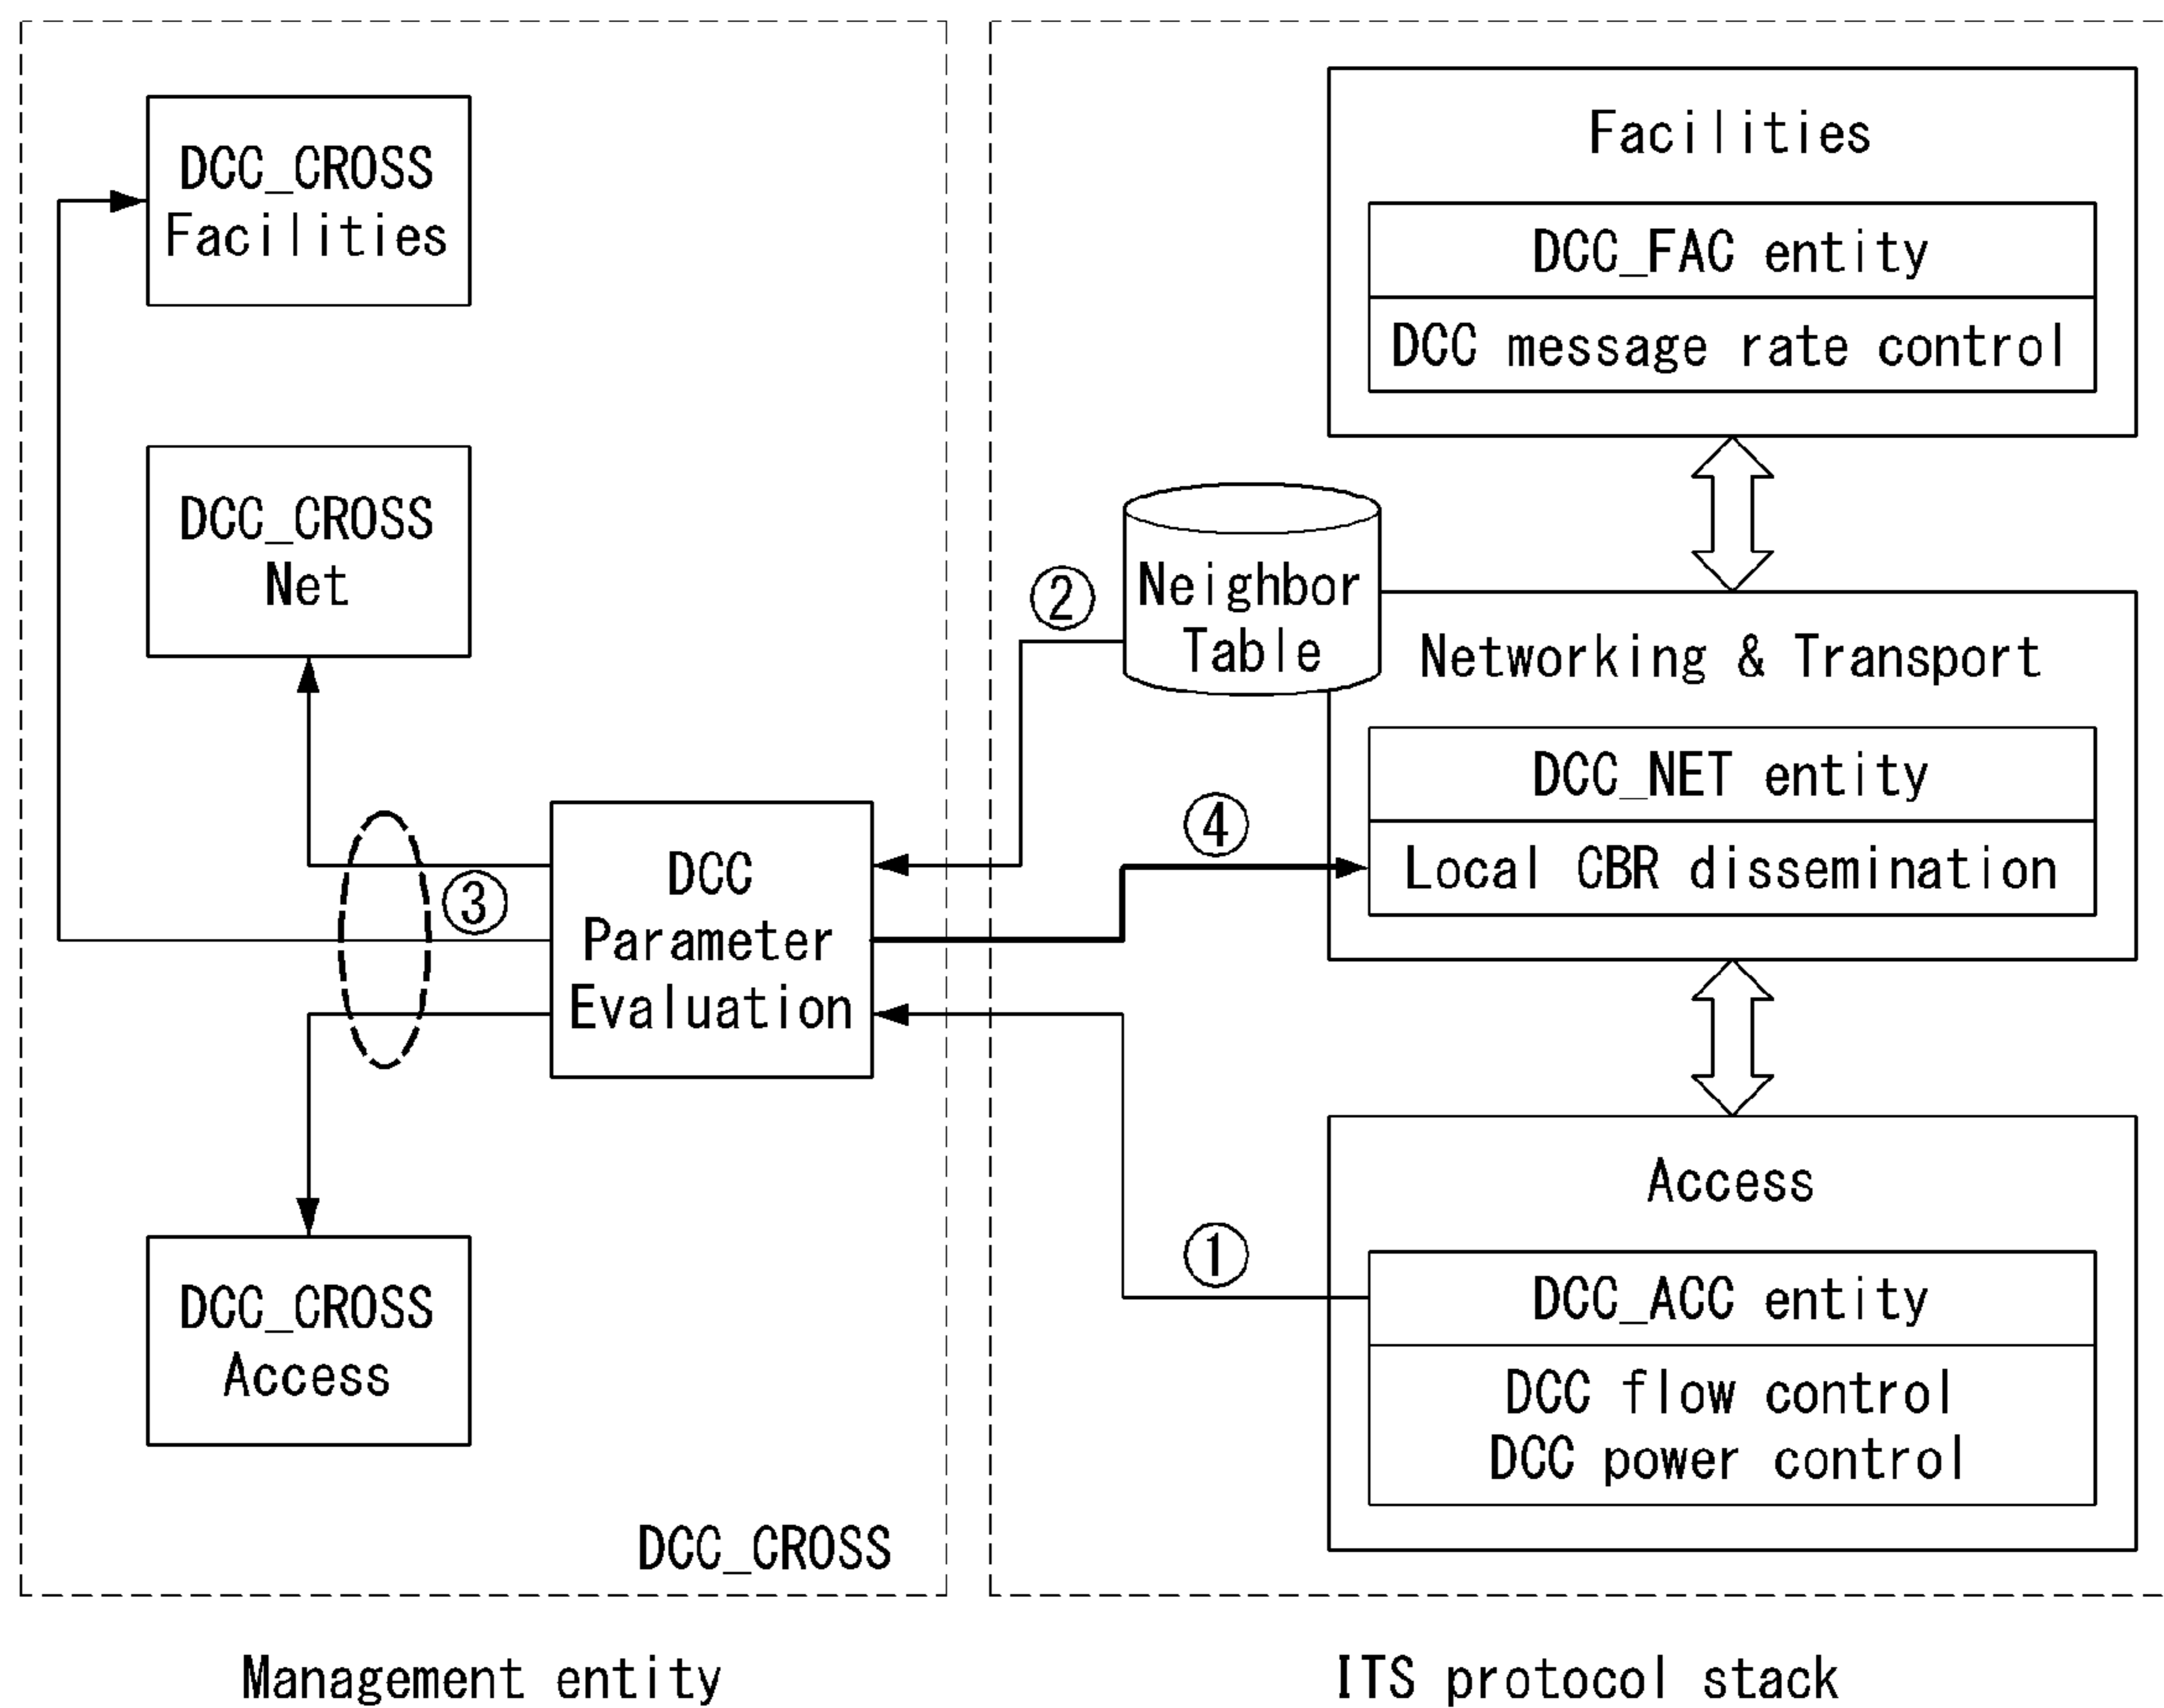 DCC_CROSS
Facilities
DCC_CROSS
Net
③
DCC
Parameter
Evaluation
DCC_CROSS
Access
DCC_CROSS
Management entity
Facilities
DCC_FAC entity
DCC message rate control
②
Neighbor
Table
Networking & Transport
DCC_NET entity
④
Local CBR dissemination
Access
①
DCC_ACC entity
DCC flow control
DCC power control
ITS protocol stack